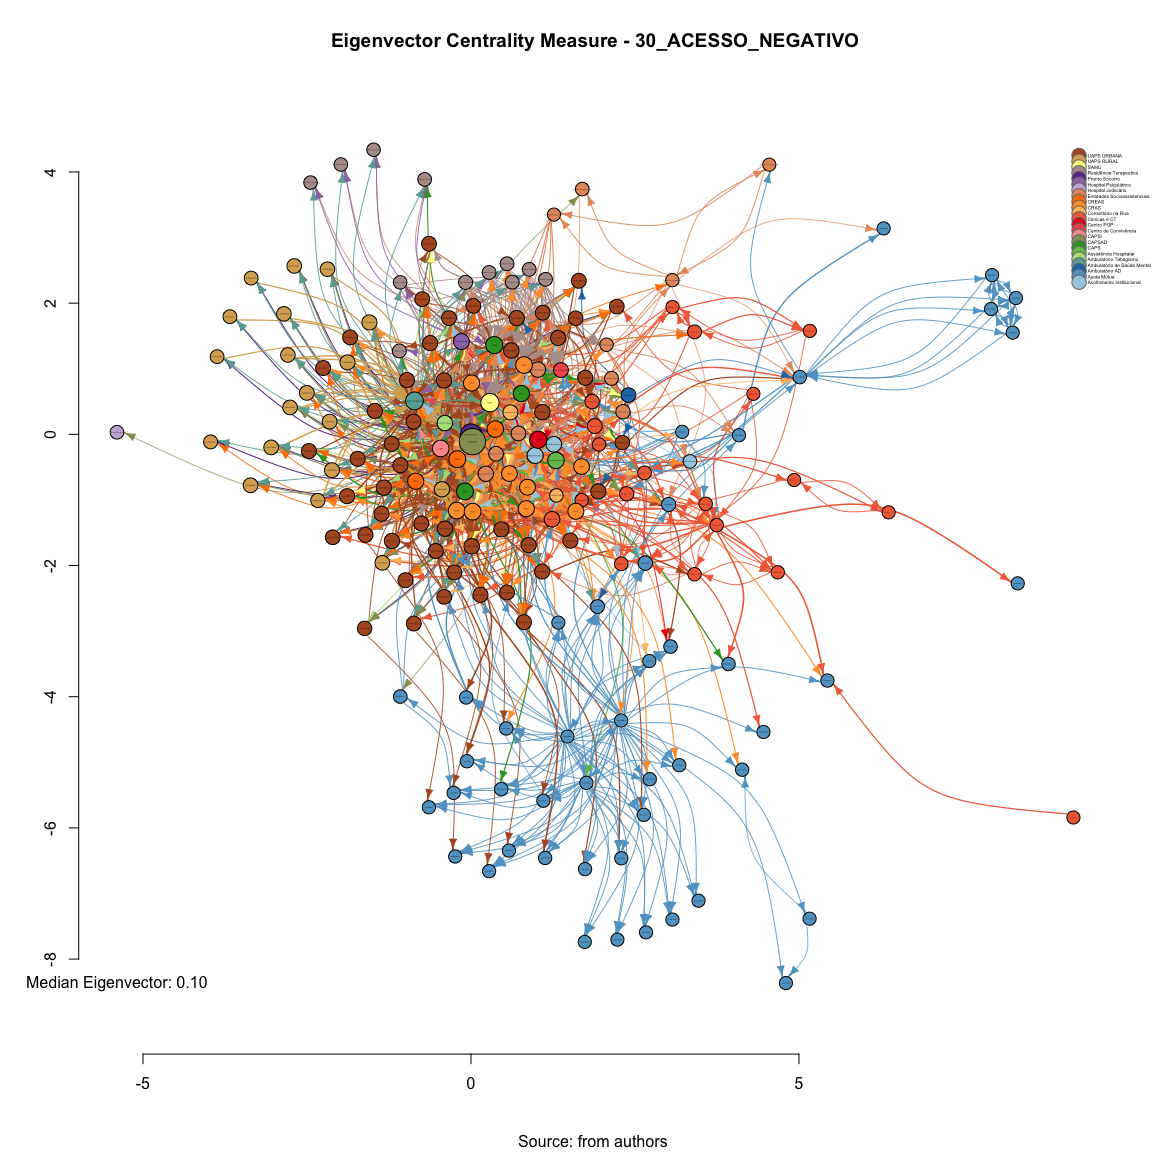 Eigenvector Centrality Measure - 30_ACESSO_NEGATIVO
UAPS URBANA
UAPS RURAL
SAMU
Residência Terapeutica
Pronto Socorro
Hospital Psiquiátrico
Hospital Judiciário
Entidades Socioassistenciais
CREAS
CRAS
Consultório na Rua
Clínicas e CT
Centro POP
Centro de Convivência
CAPSi
CAPSAD
CAPS
Assistência Hospitalar
Ambulatório Tabagismo
Ambulatório de Saúde Mental
Ambulatório AD
Ajuda Mútua
Acolhimento Institucional
4
2
0
-2
-4
-6
-8
Median Eigenvector: 0.10
-5
0
5
Source: from authors